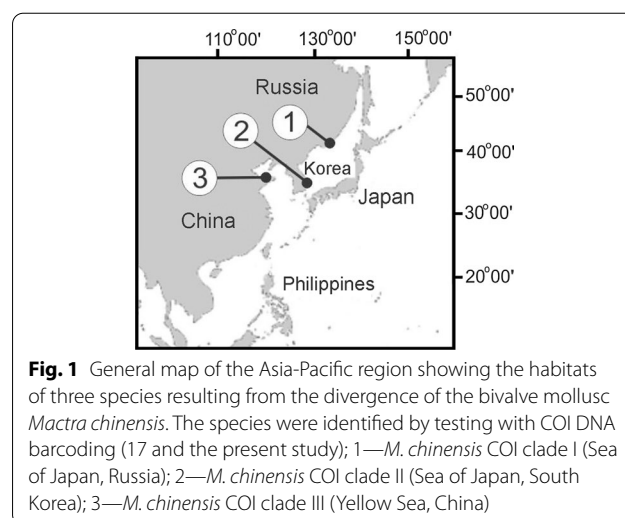 110°00' 130°00' 150°00'
Russia
50°00'
1
2
40°00'
Korea
3
Japan
China
30°00'
20°00'
Philippines
Fig. 1 General map of the Asia-Pacific region showing the habitats
of three species resulting from the divergence of the bivalve mollusc
Mactra chinensis. The species were identified by testing with COI DNA
barcoding (17 and the present study); 1—M. chinensis COI clade I (Sea
of Japan, Russia); 2—M. chinensis COI clade II (Sea of Japan, South
Korea); 3—M. chinensis COI clade III (Yellow Sea, China)